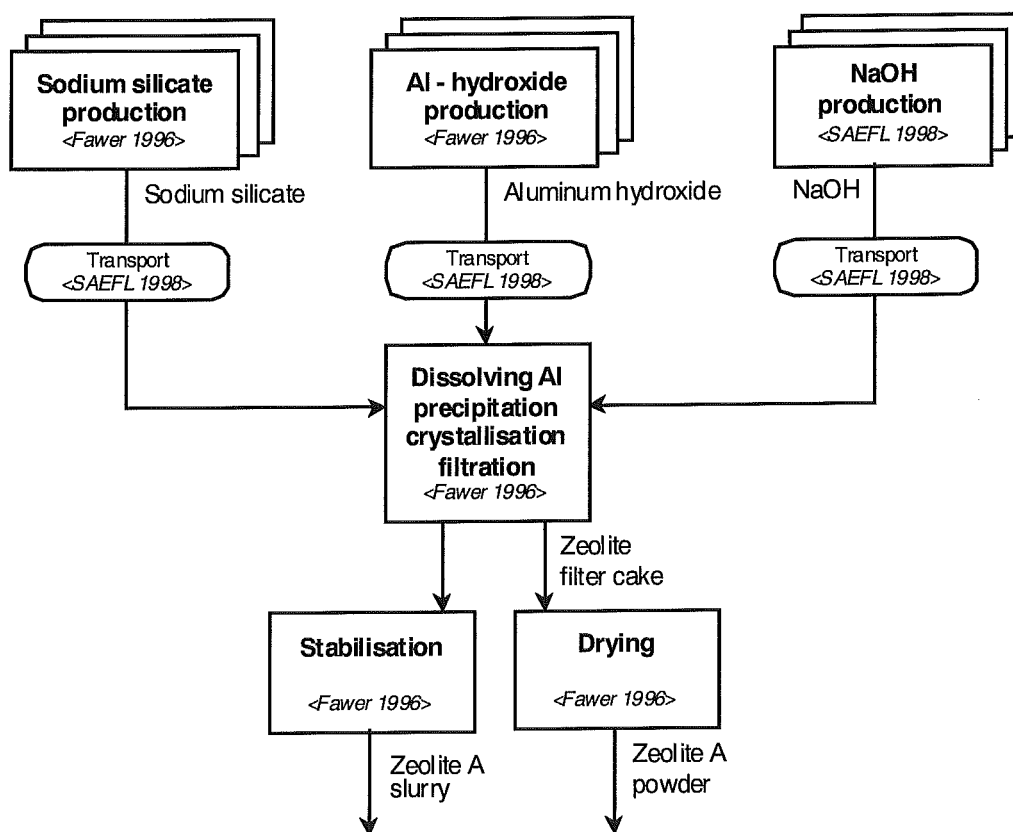 Sodium silicate
production
<Fawer 1996>
Al - hydroxide
production
<Fawer 1996>
NaOH
production
<SAEFL 1998>
Sodium silicate
Aluminum hydroxide
NaOH
Transport
<SAEFL 1998>
Transport
<SAEFL 1998>
Transport
<SAEFL 1998>
Dissolving Al
precipitation
crystallisation
filtration
<Fawer 1996>
Zeolite
filter cake
Stabilisation
<Fawer 1996>
Drying
<Fawer 1996>
Zeolite A
slurry
Zeolite A
powder